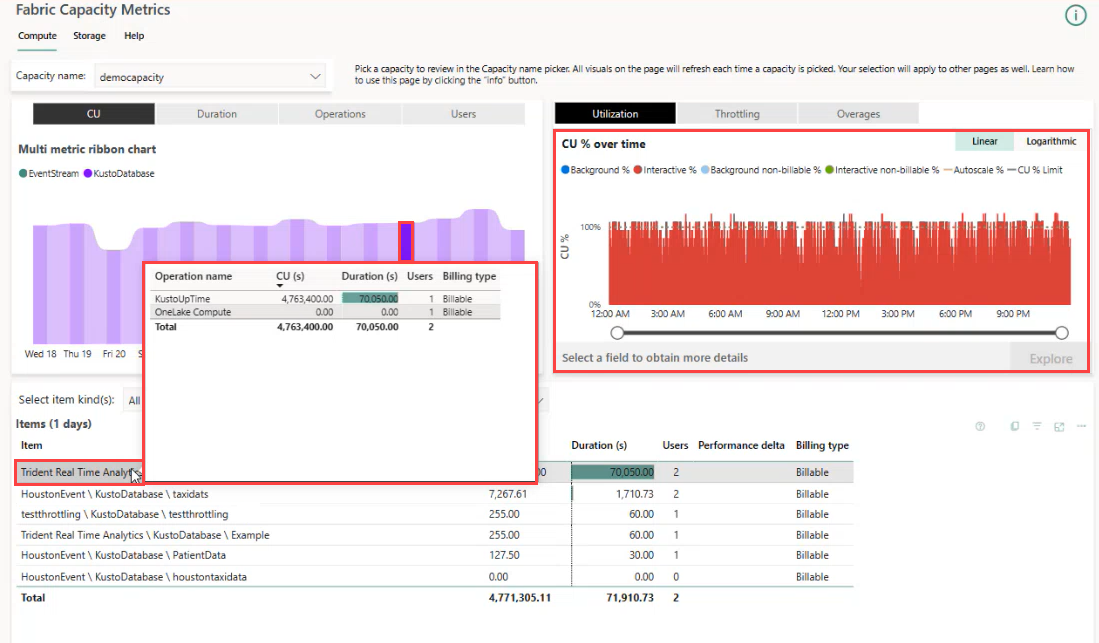 Fabric Capacity Metrics
Compute Storage Help
Capacity name: democapacity
Pick a capacity to review in the Capacity name picker. All visuals on the page will refresh each time a capacity is picked. Your selection will apply to other pages as well. Learn how
to use this page by clicking the "info" button.
CU Duration Operations Users
Multi metric ribbon chart
EventStream KustoDatabase
Wed 18 Thu 19 Fri 20 S
Operation name CU (s) Duration (s) Users Billing type
KustoUpTime 4,763,400.00 70,050.00 1 Billable
OneLake Compute 0.00 0.00 1 Billable
Total 4,763,400.00 70,050.00 2
Utilization Throttling Overages
CU % over time Linear Logarithmic
Background % Interactive % Background non-billable % Interactive non-billable % Autoscale % CU % Limit
CU %
100%
0%
12:00 AM 3:00 AM 6:00 AM 9:00 AM 12:00 PM 3:00 PM 6:00 PM 9:00 PM
Select a field to obtain more details Explore
Select item kind(s): All
Items (1 days)
Item Duration (s) Users Performance delta Billing type
Trident Real Time Analyti 00 70,050.00 2 Billable
HoustonEvent \ KustoDatabase \ taxidats 7,267.61 1,710.73 2 Billable
testthrottling \ KustoDatabase \ testthrottling 255.00 60.00 1 Billable
Trident Real Time Analytics \ KustoDatabase \ Example 255.00 60.00 1 Billable
HoustonEvent \ KustoDatabase \ PatientData 127.50 30.00 1 Billable
HoustonEvent \ KustoDatabase \ houstontaxidata 0.00 0.00 0 Billable
Total 4,771,305.11 71,910.73 2